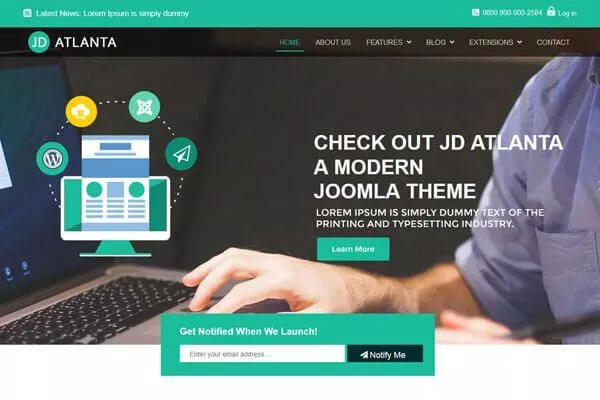 Latest News: Lorem Ipsum is simply dummy
0800 800-900-2584 Log in
JD ATLANTA
HOME ABOUT US FEATURES BLOG EXTENSIONS CONTACT
CHECK OUT JD ATLANTA
A MODERN
JOOMLA THEME
LOREM IPSUM IS SIMPLY DUMMY TEXT OF THE
PRINTING AND TYPESETTING INDUSTRY.
Learn More
Get Notified When We Launch!
Enter your email address ...
Notify Me